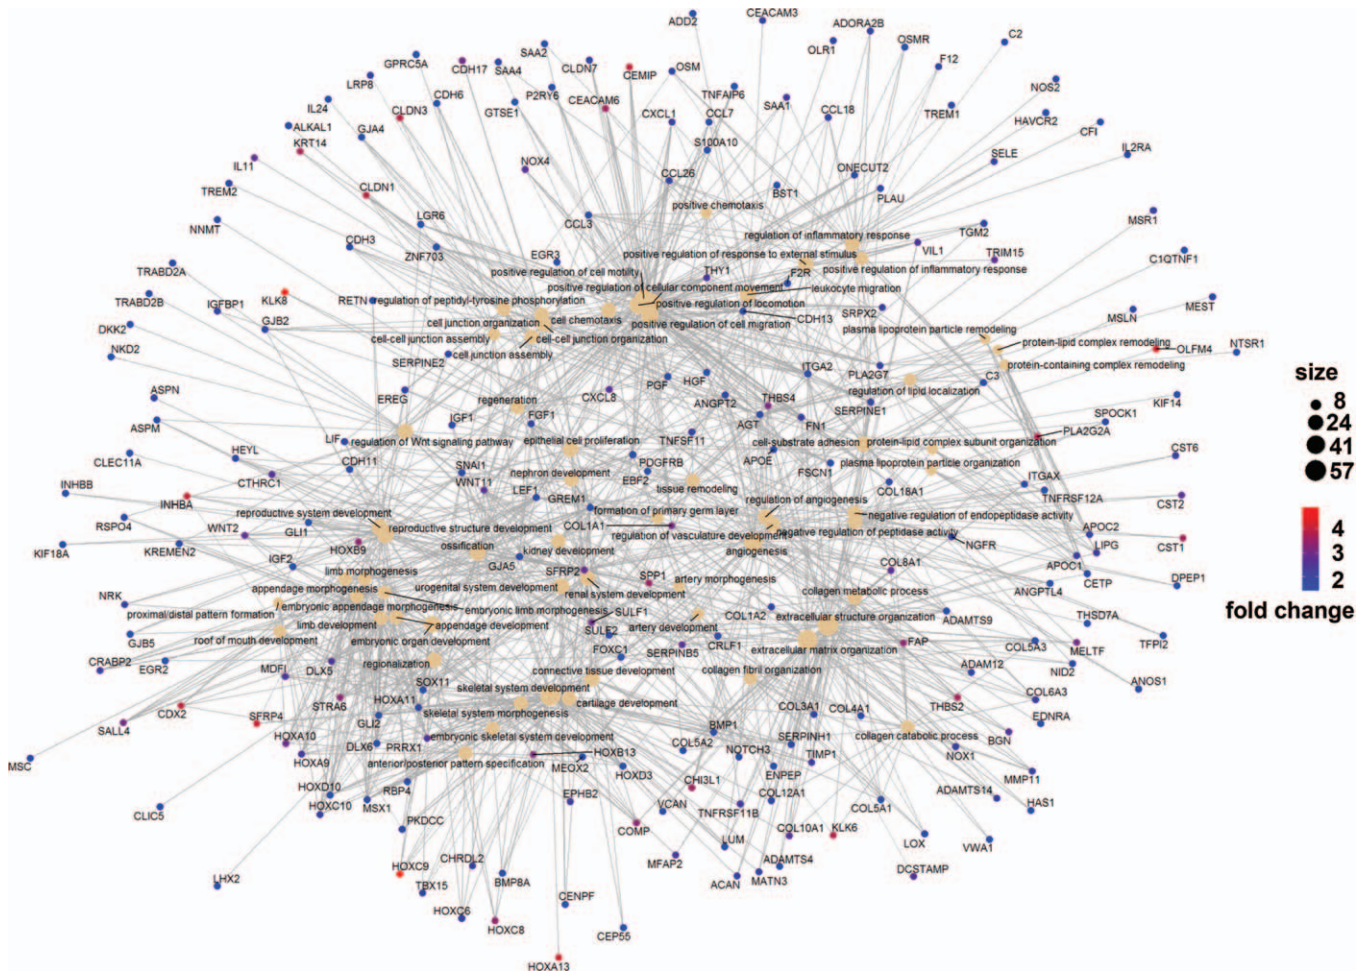 CEACAM3
ADD2
ADORA2B
C2
SAA2
OLR1
OSMR
GPRC5A
CDH17
SAA4
CLDN7
CEMIP
OSM
F12
LRP8
P2RY6
TNFAIP6
NOS2
IL24
CLDN3
CDH6
GTSE1
CEACAM6
CXCL1
CCL7
SAA1
CCL18
TREM1
HAVCR2
ALKAL1
GJA4
CFI
KRT14
S100A10
IL2RA
IL11
NOX4
CCL26
ONECUT2
SELE
TREM2
CLDN1
BST1
PLAU
NNMT
LGR6
CCL3
positive chemotaxis
MSR1
CDH3
ZNF703
EGR3
regulation of inflammatory response
TGM2
VIL1
positive regulation of response to external stimulus
TRIM15
TRABD2A
positive regulation of cell motility
THY1
F2R
positive regulation of inflammatory response
C1QTNF1
positive regulation of cellular component movement
leukocyte migration
TRABD2B
IGFBP1
KLK8
RETN
regulation of peptidyl-tyrosine phosphorylation
positive regulation of locomotion
SRPX2
MEST
DKK2
GJB2
cell junction organization
cell chemotaxis
positive regulation of cell migration
CDH13
MSLN
plasma lipoprotein particle remodeling
NKD2
cell-cell junction assembly
cell-cell junction organization
protein-lipid complex remodeling
OLFM4
NTSR1
SERPINE2
cell junction assembly
ITGA2
PLA2G7
protein-containing complex remodeling
C3
ASPN
EREG
PGF
HGF
regulation of lipid localization
regeneration
CXCL8
ANGPT2
THBS4
SERPINE1
KIF14
ASPM
IGF1
FGF1
AGT
FN1
SPOCK1
LIF
regulation of Wnt signaling pathway
epithelial cell proliferation
TNFSF11
cell-substrate adhesion
protein-lipid complex subunit organization
PLA2G2A
CLEC11A
HEYL
CDH11
SNAI1
nephron development
PDGFRB
APOE
FSCN1
plasma lipoprotein particle organization
CST6
INHBB
CTHRC1
WNT11
EBF2
tissue remodeling
ITGAX
INHBA
LEF1
GREM1
regulation of angiogenesis
COL18A1
TNFRSF12A
CST2
reproductive system development
formation of primary germ layer
negative regulation of endopeptidase activity
RSPO4
WNT2
GLI1
reproductive structure development
COL1A1
regulation of vasculature development
negative regulation of peptidase activity
APOC2
KIF18A
KREMEN2
HOXB9
ossification
kidney development
angiogenesis
NGFR
LIPG
CST1
IGF2
GJA5
APOC1
limb morphogenesis
SFRP2
SPP1
artery morphogenesis
COL8A1
CETP
DPEP1
NRK
appendage morphogenesis
urogenital system development
renal system development
collagen metabolic process
ANGPTL4
proximal/distal pattern formation
embryonic appendage morphogenesis
embryonic limb morphogenesis
SULF1
COL1A2
extracellular structure organization
ADAMTS9
THSD7A
GJB5
roof of mouth development
limb development
appendage development
SULF2
artery development
CRLF1
COL5A3
TFPI2
CRABP2
EGR2
embryonic organ development
FOXC1
SERPINB5
extracellular matrix organization
FAP
MELTF
MDFI
DLX5
regionalization
ADAM12
NID2
connective tissue development
collagen fibril organization
ANOS1
SOX11
skeletal system development
COL6A3
SALL4
CDX2
STRA6
HOXA11
cartilage development
COL3A1
COL4A1
THBS2
EDNRA
SFRP4
GLI2
skeletal system morphogenesis
BMP1
HOXA10
DLX6
PRRX1
embryonic skeletal system development
COL5A2
SERPINH1
collagen catabolic process
BGN
MSC
HOXA9
HOXB13
NOTCH3
TIMP1
NOX1
anterior/posterior pattern specification
MEOX2
HOXD3
ENPEP
MMP11
HOXD10
RBP4
CHI3L1
ADAMTS14
HOXC10
MSX1
EPHB2
VCAN
TNFRSF11B
COL12A1
COL5A1
HAS1
CLIC5
PKDCC
COMP
LUM
COL10A1
KLK6
LOX
VWA1
HOXC9
CHRDL2
MFAP2
ADAMTS4
LHX2
TBX15
BMP8A
ACAN
MATN3
DCSTAMP
HOXC6
CENPF
HOXC8
CEP55
HOXA13
size
8
24
41
57
4
3
2
fold change